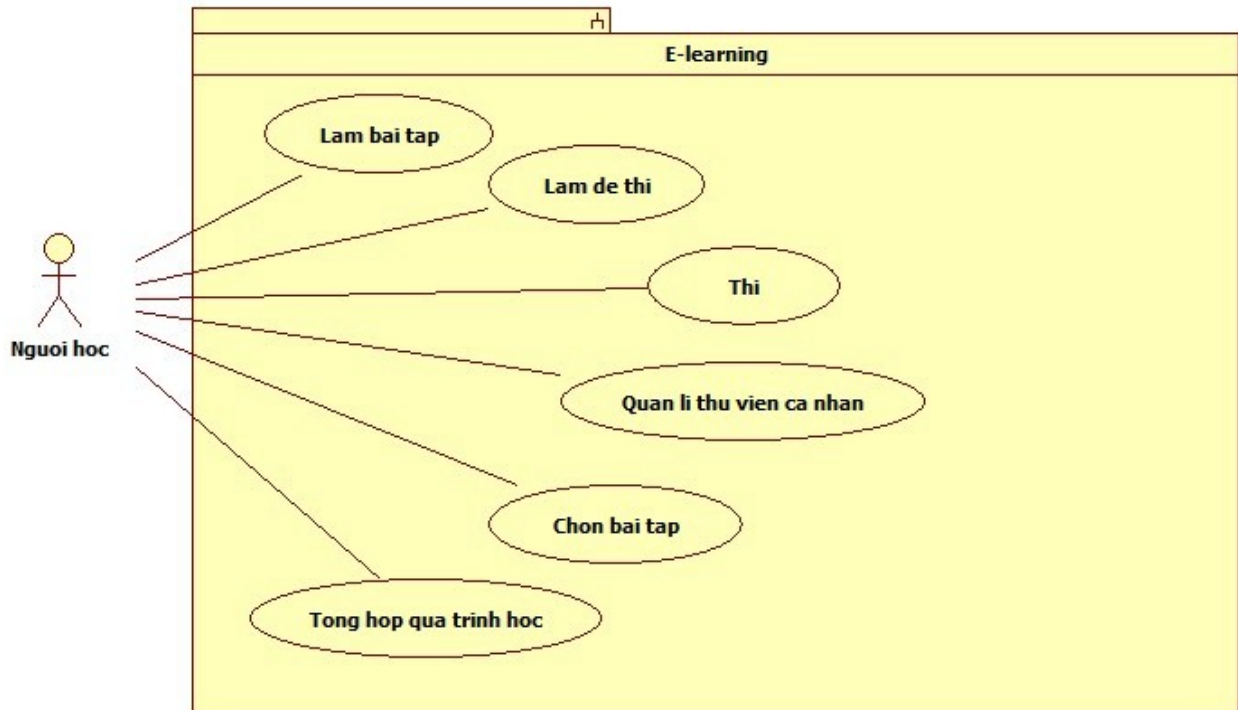 E-learning
Lam bai tap
Lam de thi
Thi
Nguoi hoc
Quan li thu vien ca nhan
Chon bai tap
Tong hop qua trinh hoc